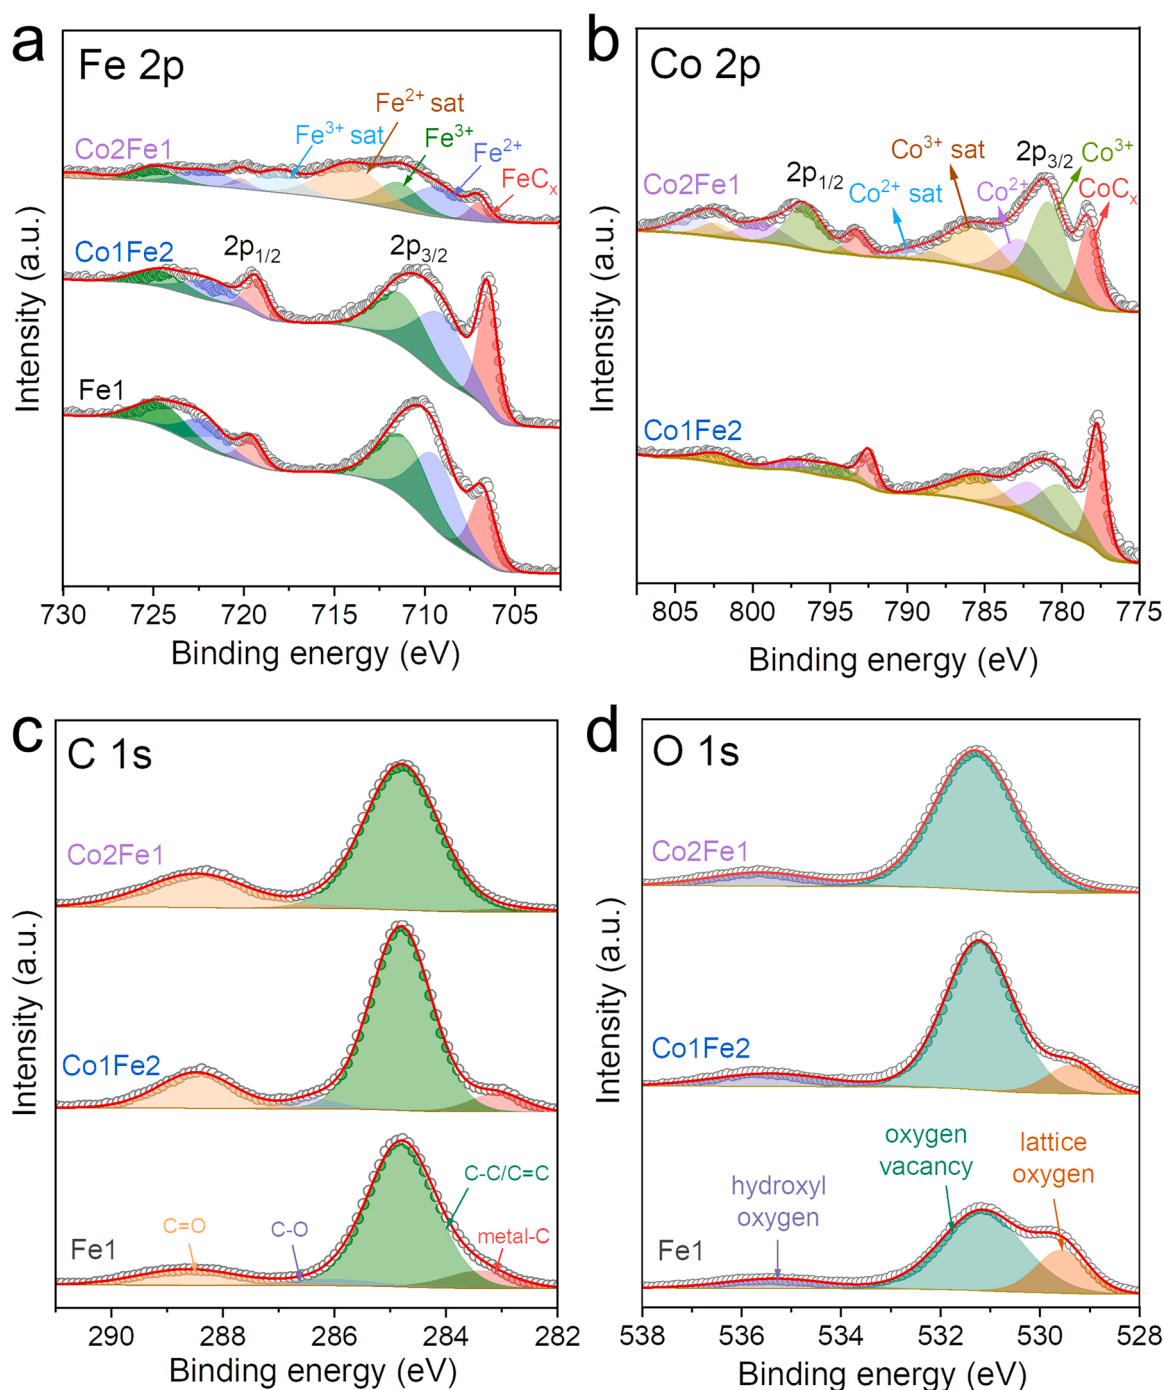 a
Fe 2p
Fe²⁺ sat
Fe³⁺ sat
Fe³⁺
Fe²⁺
FeCₓ
Co2Fe1
Co1Fe2
2p₁/₂
2p₃/₂
Fe1
Intensity (a.u.)
730 725 720 715 710 705
Binding energy (eV)
b
Co 2p
Co³⁺ sat
2p₃/₂
Co³⁺
Co2Fe1
2p₁/₂
Co²⁺ sat
Co²⁺
CoCₓ
Co1Fe2
Intensity (a.u.)
805 800 795 790 785 780 775
Binding energy (eV)
c
C 1s
Co2Fe1
Co1Fe2
C-C/C=C
C=O
C-O
metal-C
Fe1
Intensity (a.u.)
290 288 286 284 282
Binding energy (eV)
d
O 1s
Co2Fe1
Co1Fe2
oxygen
vacancy
lattice
oxygen
hydroxyl
oxygen
Fe1
Intensity (a.u.)
538 536 534 532 530 528
Binding energy (eV)